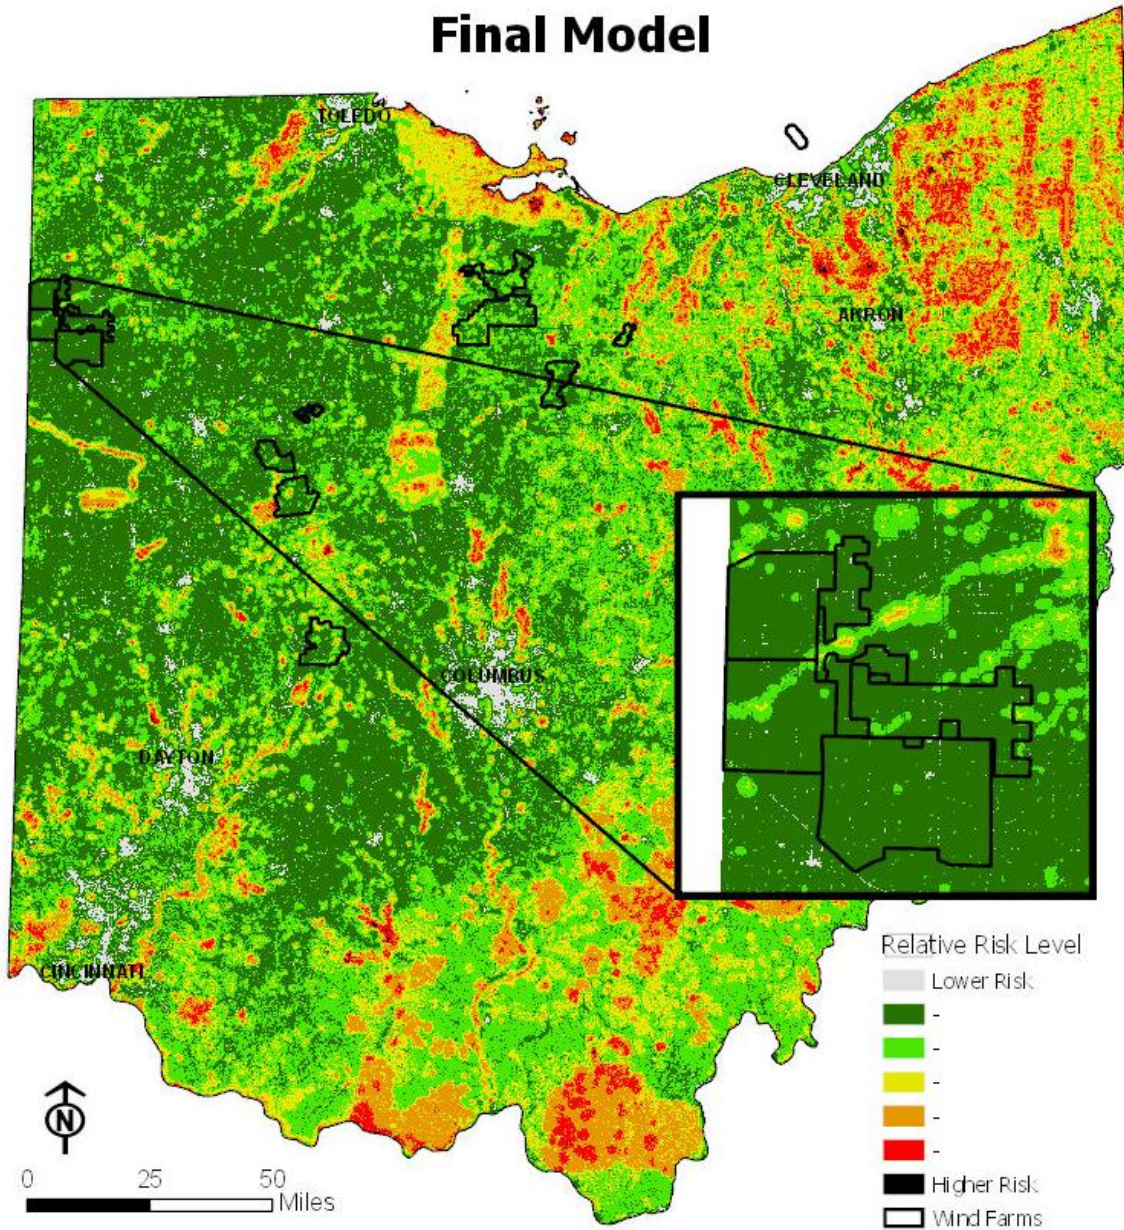 Final Model
TOLEDO
CLEVELAND
AKRON
COLUMBUS
DAYTON
CINCINNATI
Relative Risk Level
Lower Risk
-
-
-
-
-
Higher Risk
Wind Farms
N
0 25 50
Miles